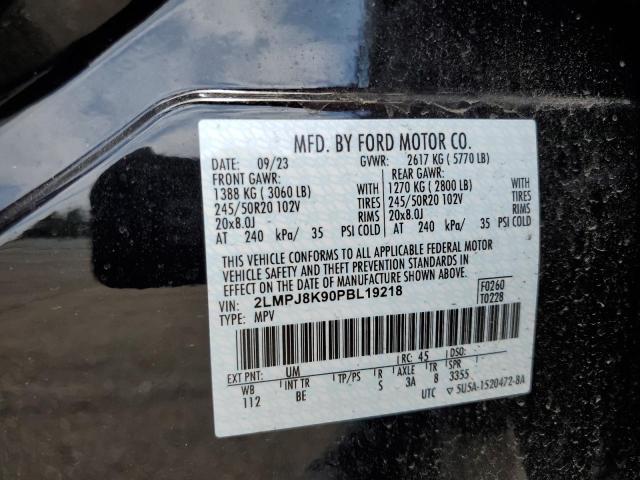 MFD. BY FORD MOTOR CO.
DATE: 09/23 GVWR: 2617 KG ( 5770 LB)
FRONT GAWR: REAR GAWR:
1388 KG ( 3060 LB) 1270 KG ( 2800 LB)
245/50R20 102V TIRES 245/50R20 102V TIRES
20x8.0J RIMS 20x8.0J RIMS
AT 240 kPa/ 35 PSI COLD AT 240 kPa/ 35 PSI COLD
THIS VEHICLE CONFORMS TO ALL APPLICABLE FEDERAL MOTOR
VEHICLE SAFETY AND THEFT PREVENTION STANDARDS IN
EFFECT ON THE DATE OF MANUFACTURE SHOWN ABOVE.
VIN: 2LMPJ8K90PBL19218 F0260
TYPE: MPV T0228
EXT PNT: UM RC: 45 DSO:
WB INT TR TP/PS R AXLE TR SPR
112 BE S 3A 8 3355
UTC ▽ 5U5A-1520472-BA